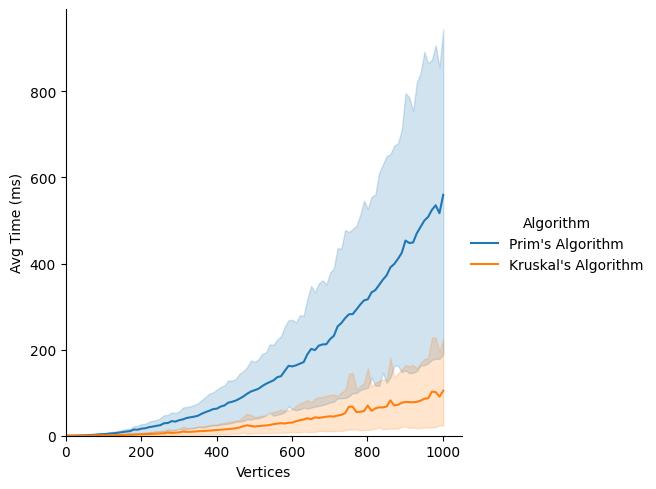 800
600
400
200
0
Avg Time (ms)
0 200 400 600 800 1000
Vertices
Algorithm
Prim's Algorithm
Kruskal's Algorithm